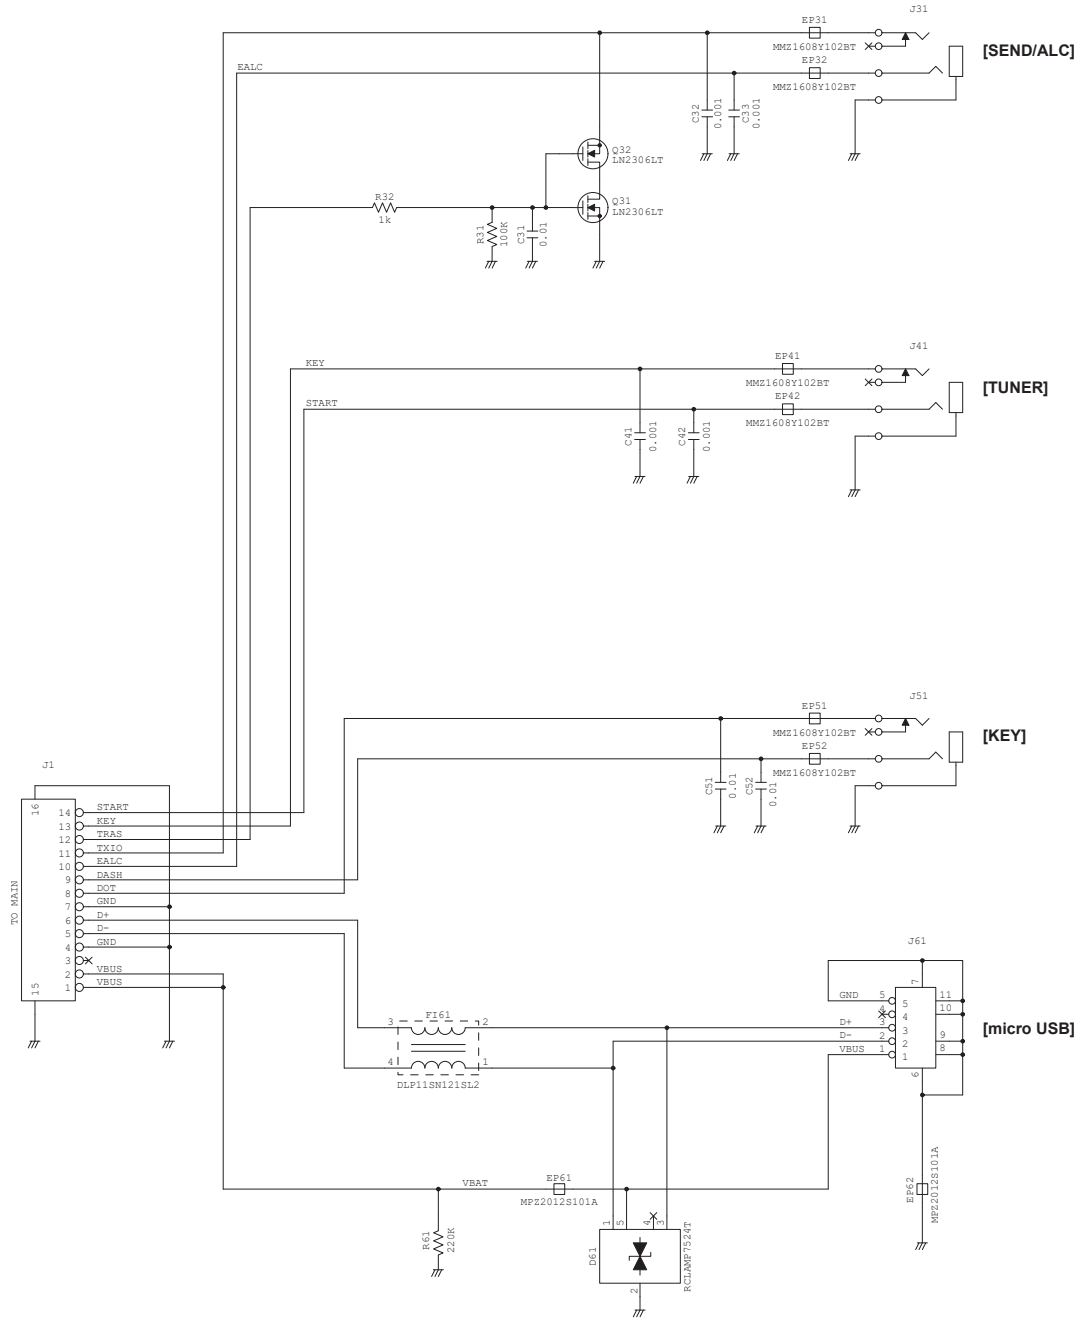 J31
EP31
MMZ1608Y102BT
[SEND/ALC]
EALC
EP32
MMZ1608Y102BT
C32
0.001
C33
0.001
Q32
LN2306LT
R32
1k
Q31
LN2306LT
R31
100K
C31
0.01
J41
KEY
EP41
MMZ1608Y102BT
[TUNER]
START
EP42
MMZ1608Y102BT
C41
0.001
C42
0.001
J51
EP51
MMZ1608Y102BT
[KEY]
EP52
MMZ1608Y102BT
C51
0.01
C52
0.01
J1
TO MAIN
16
14 START
13 KEY
12 TRAS
11 TXIO
10 EALC
9 DASH
8 DOT
7 GND
6 D+
5 D-
4 GND
3
2 VBUS
1 VBUS
15
J61
7
GND 5 5 11
4 4 10
D+ 3 3
D- 2 2 9
VBUS 1 1 8
6
[micro USB]
FI61
3 2
4 1
DLP11SN121SL2
VBAT
EP61
MPZ2012S101A
EP62
MPZ2012S101A
R61
220K
1 5 4 3
D61
RCLAMP7524T
2